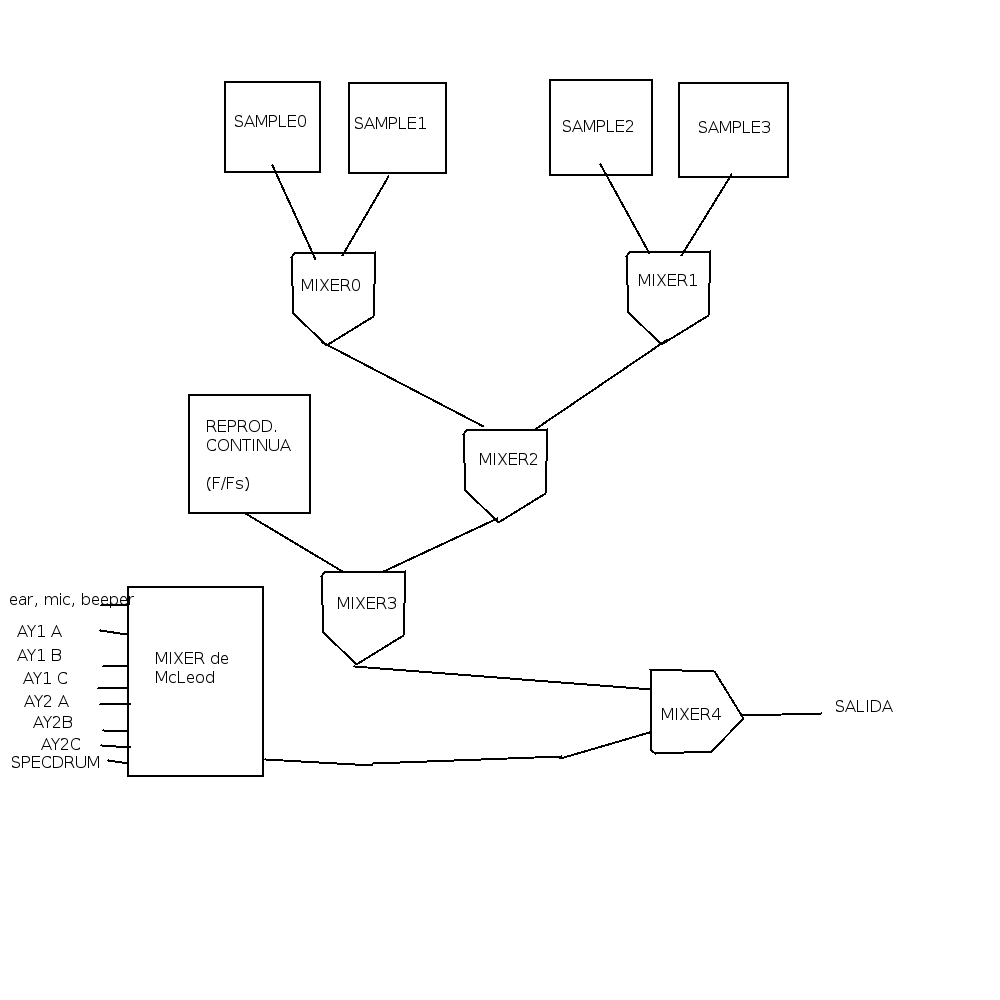 SAMPLE0
SAMPLE1
SAMPLE2
SAMPLE3
MIXER0
MIXER1
REPROD.
CONTINUA
(F/Fs)
MIXER2
MIXER3
ear, mic, beeper
AY1 A
AY1 B
AY1 C
AY2 A
AY2B
AY2C
SPECDRUM
MIXER de
McLeod
MIXER4
SALIDA